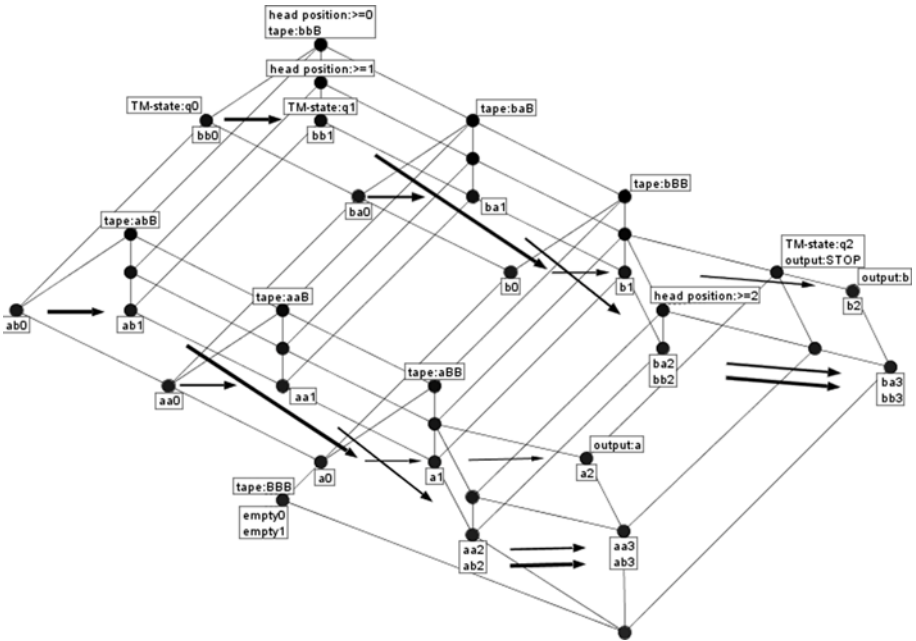 head position:>=0
tape:bbB
head position:>=1
TM-state:q0
TM-state:q1
bb0
bb1
tape:baB
ba0
ba1
tape:bBB
tape:abB
b0
b1
TM-state:q2
output:STOP
output:b
b2
ab0
ab1
tape:aaB
head position:>=2
ba2
bb2
aa0
aa1
tape:aBB
ba3
bb3
a0
a1
output:a
a2
tape:BBB
empty0
empty1
aa2
ab2
aa3
ab3